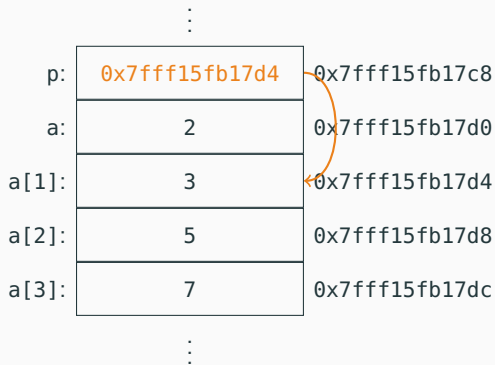 p: 0x7fff15fb17d4 0x7fff15fb17c8
a: 2 0x7fff15fb17d0
a[1]: 3 0x7fff15fb17d4
a[2]: 5 0x7fff15fb17d8
a[3]: 7 0x7fff15fb17dc